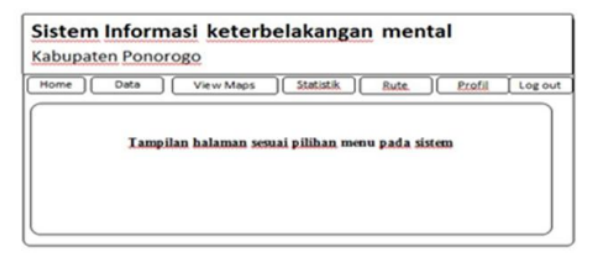 Sistem Informasi keterbelakangan mental
Kabupaten Ponorogo
Home Data View Maps Statistik Rute Profil Log out
Tampilan halaman sesuai pilihan menu pada sistem